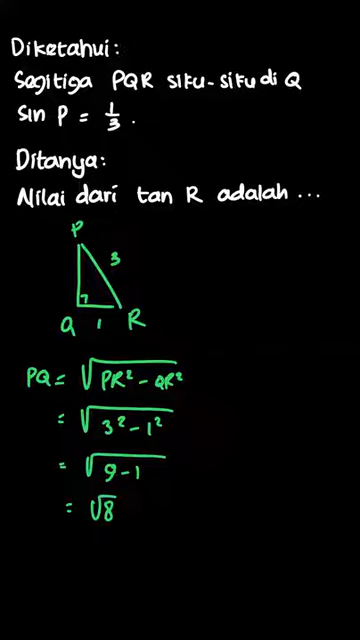 Diketahui:
Segitiga PQR siku-siku di Q
sin P = 1/3.
Ditanya:
Nilai dari tan R adalah ...
P
3
Q 1 R
PQ = √(PR² - QR²)
= √(3² - 1²)
= √(9 - 1)
= √8